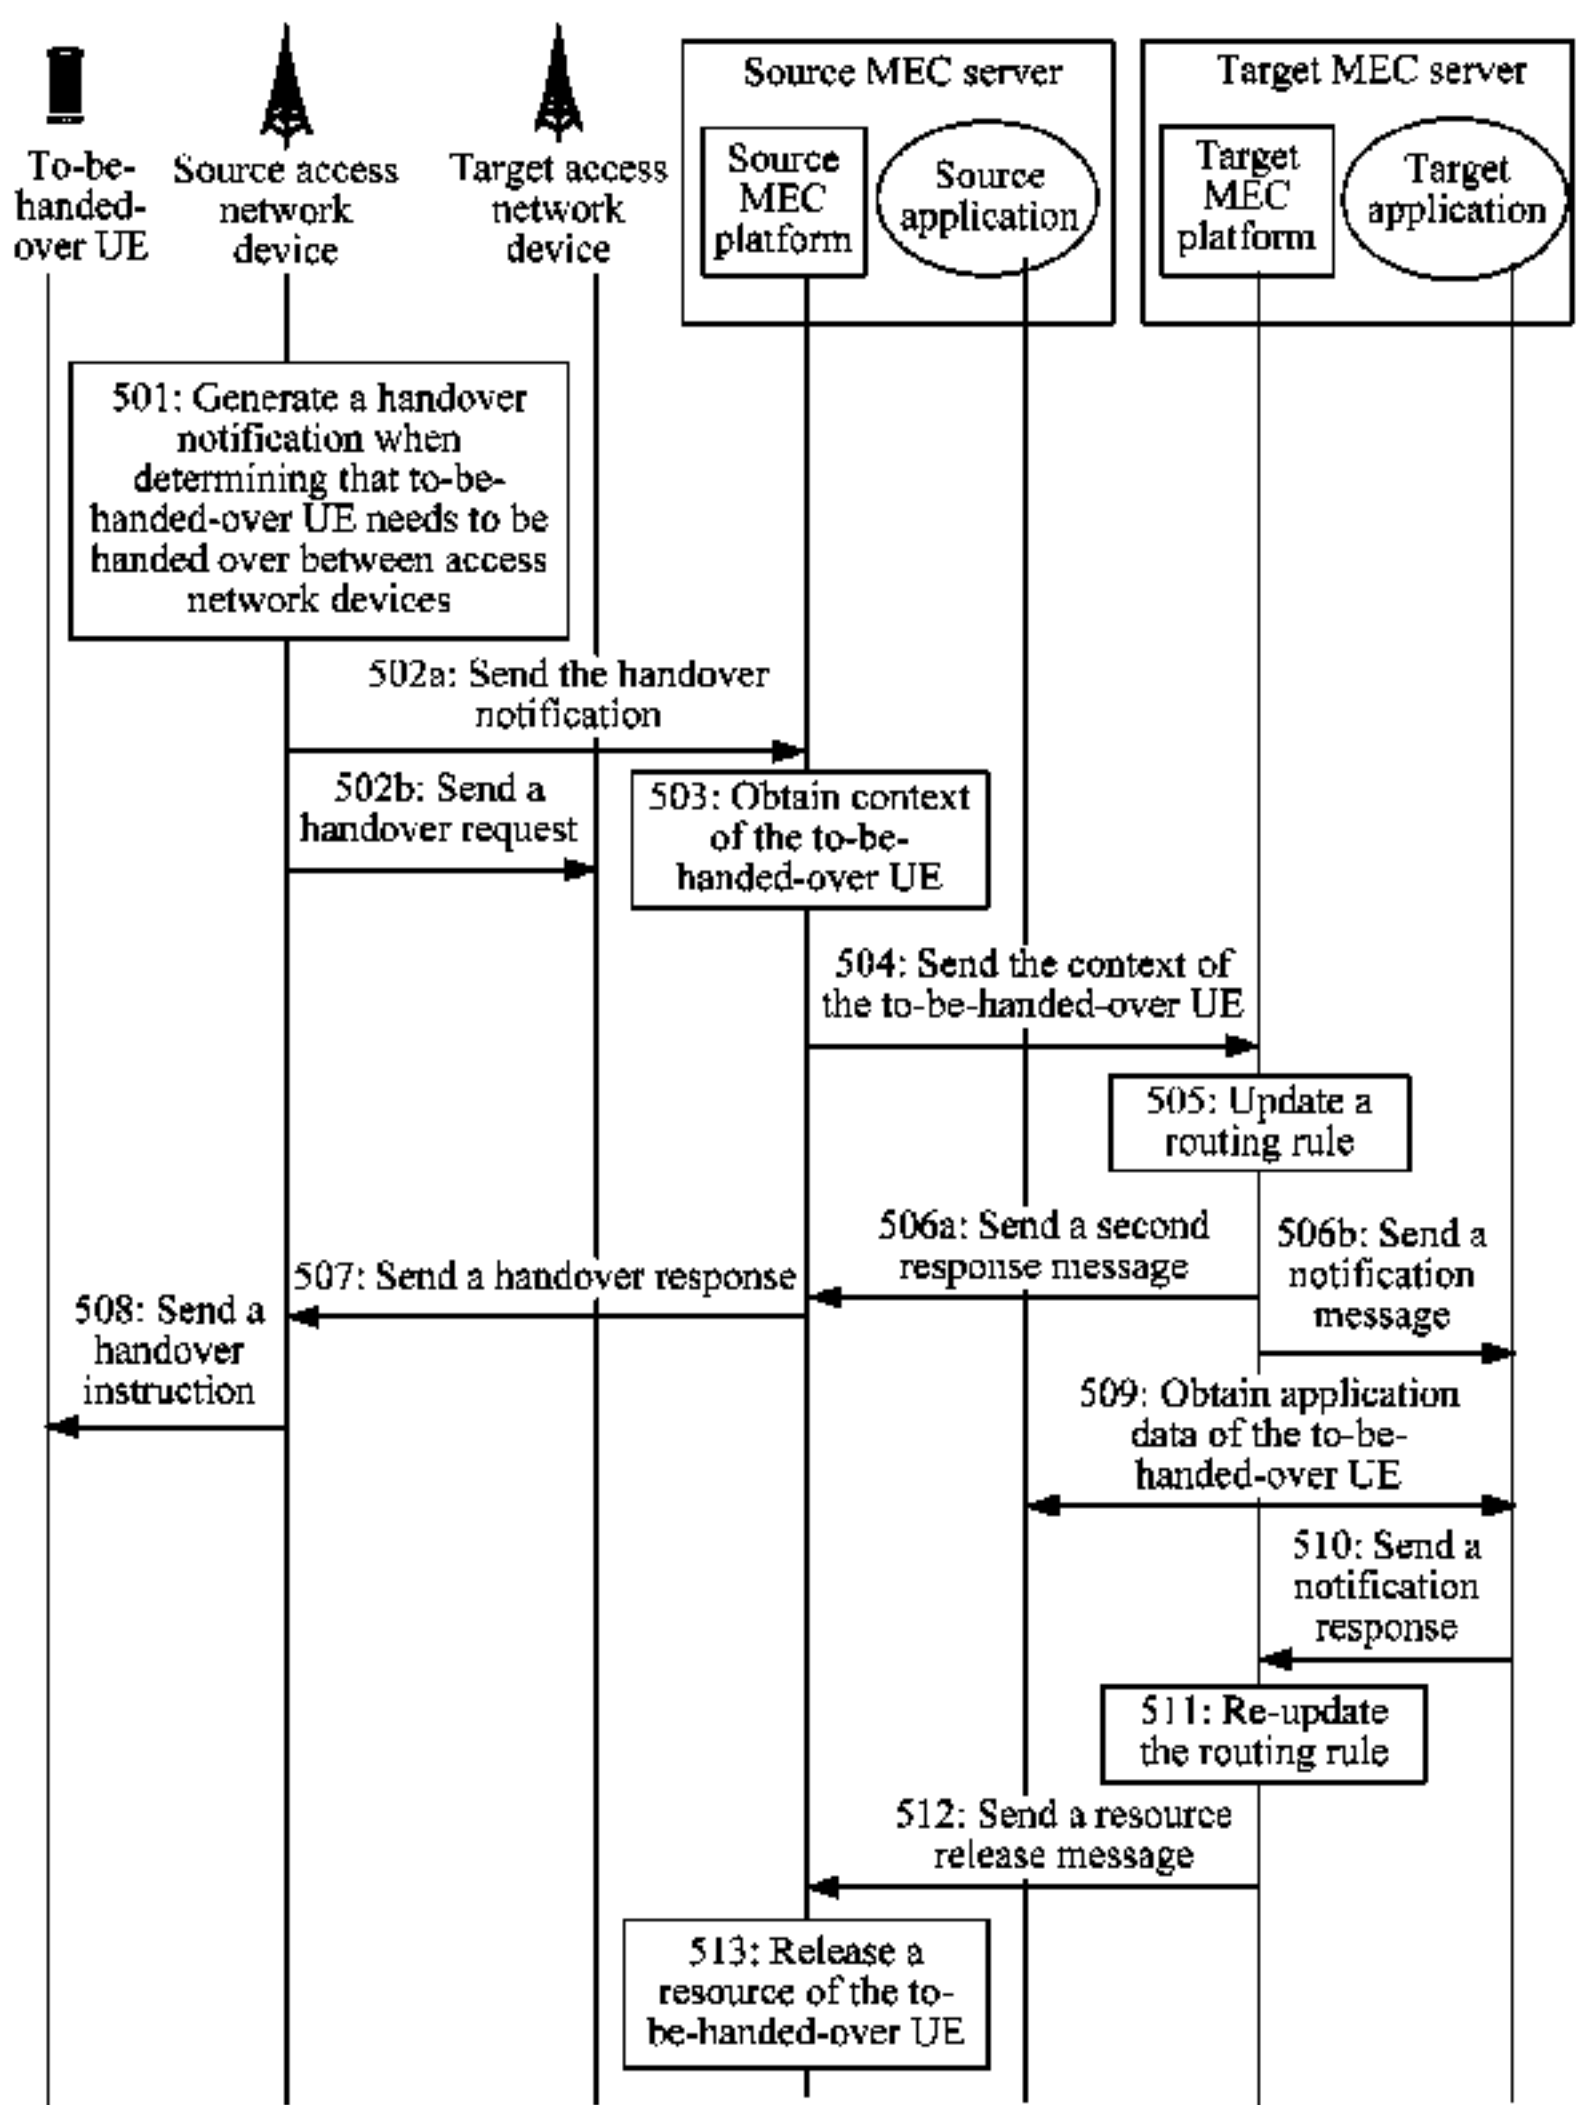 Source MEC server
Target MEC server
To-be-
handed-
over UE
Source access
network
device
Target access
network
device
Source
MEC
platform
Source
application
Target
MEC
platform
Target
application
501: Generate a handover
notification when
determining that to-be-
handed-over UE needs to be
handed over between access
network devices
502a: Send the handover
notification
502b: Send a
handover request
503: Obtain context
of the to-be-
handed-over UE
504: Send the context of
the to-be-handed-over UE
505: Update a
routing rule
506a: Send a second
response message
506b: Send a
notification
message
507: Send a handover response
508: Send a
handover
instruction
509: Obtain application
data of the to-be-
handed-over UE
510: Send a
notification
response
511: Re-update
the routing rule
512: Send a resource
release message
513: Release a
resource of the to-
be-handed-over UE